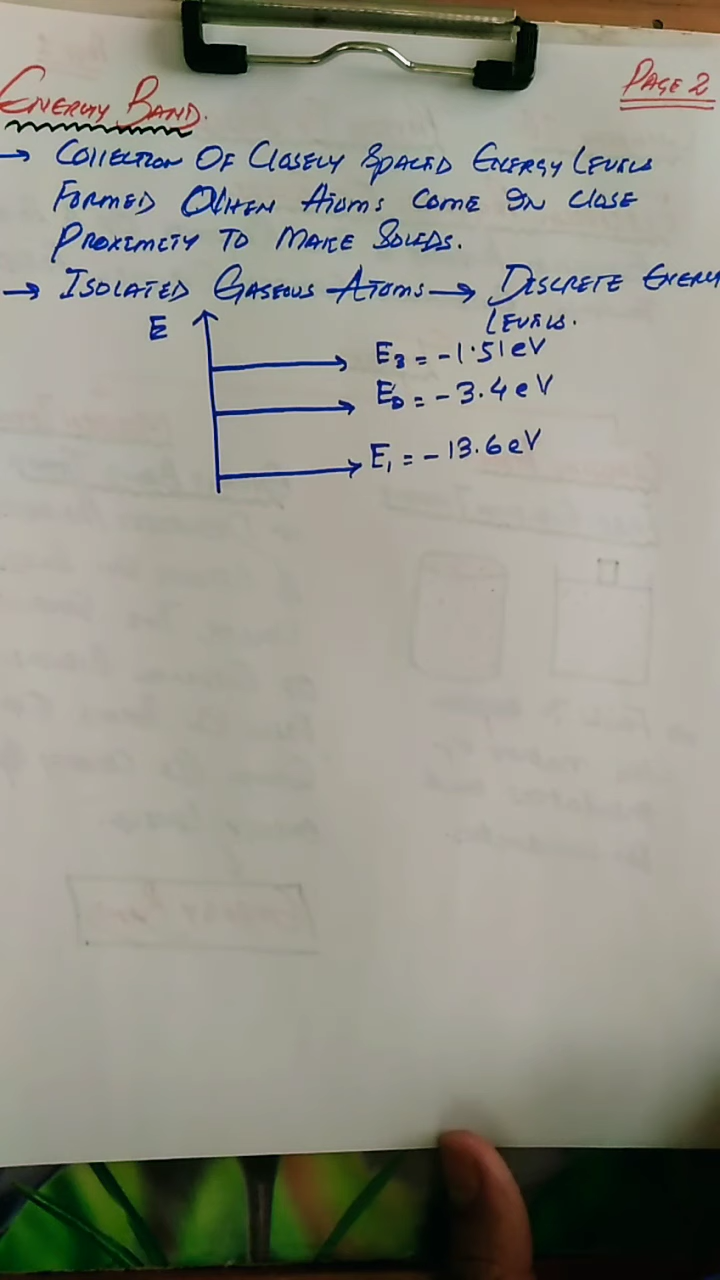 PAGE 2
ENERGY BAND.
→ COLLECTION OF CLOSELY SPACED ENERGY LEVELS
FORMED WHEN ATOMS COME IN CLOSE
PROXIMITY TO MAKE SOLIDS.
→ ISOLATED GASEOUS ATOMS → DISCRETE ENERGY
LEVELS.
E
E₃ = -1.51eV
E₂ = -3.4eV
E₁ = -13.6eV